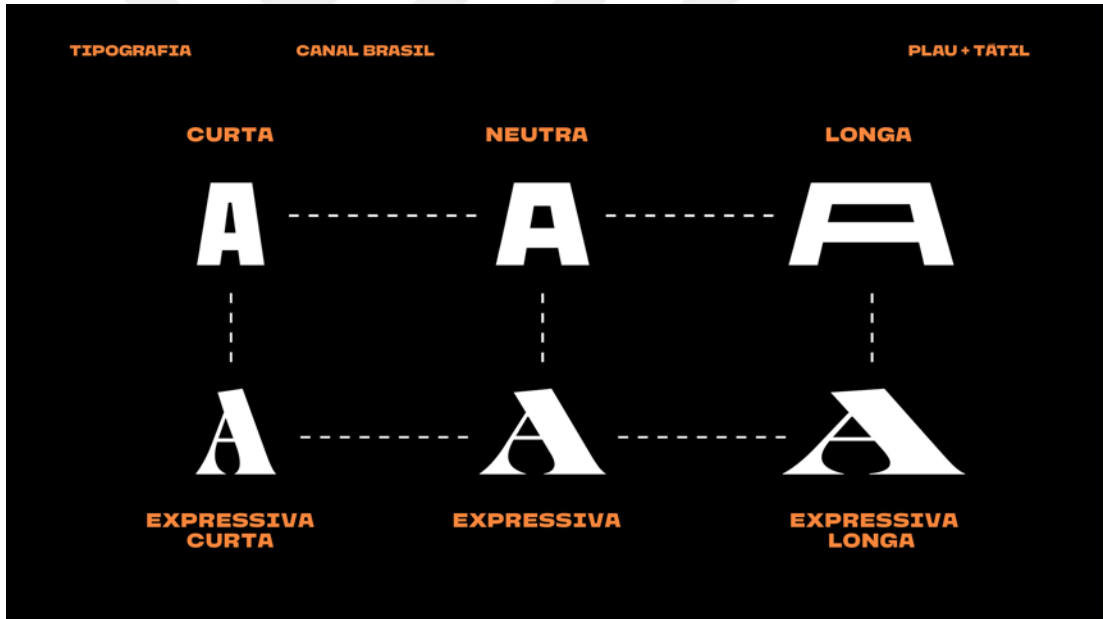 TIPOGRAFIA
CANAL BRASIL
PLAU + TÁTIL
CURTA
NEUTRA
LONGA
A
A
A
A
A
A
EXPRESSIVA
CURTA
EXPRESSIVA
EXPRESSIVA
LONGA